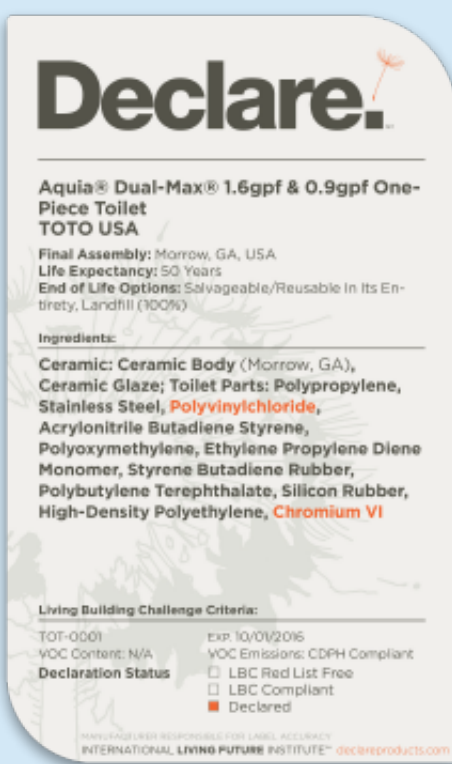 Declare.
Aquia® Dual-Max® 1.6gpf & 0.9gpf One-
Piece Toilet
TOTO USA
Final Assembly: Morrow, GA, USA
Life Expectancy: 50 Years
End of Life Options: Salvageable/Reusable In Its En-
tirety, Landfill (100%)
Ingredients:
Ceramic: Ceramic Body (Morrow, GA),
Ceramic Glaze; Toilet Parts: Polypropylene,
Stainless Steel, Polyvinylchloride,
Acrylonitrile Butadiene Styrene,
Polyoxymethylene, Ethylene Propylene Diene
Monomer, Styrene Butadiene Rubber,
Polybutylene Terephthalate, Silicon Rubber,
High-Density Polyethylene, Chromium VI
Living Building Challenge Criteria:
TOT-0001 EXP. 10/01/2016
VOC Content: N/A VOC Emissions: CDPH Compliant
Declaration Status LBC Red List Free
LBC Compliant
Declared
MANUFACTURER RESPONSIBLE FOR LABEL ACCURACY
INTERNATIONAL LIVING FUTURE INSTITUTE™ declareproducts.com